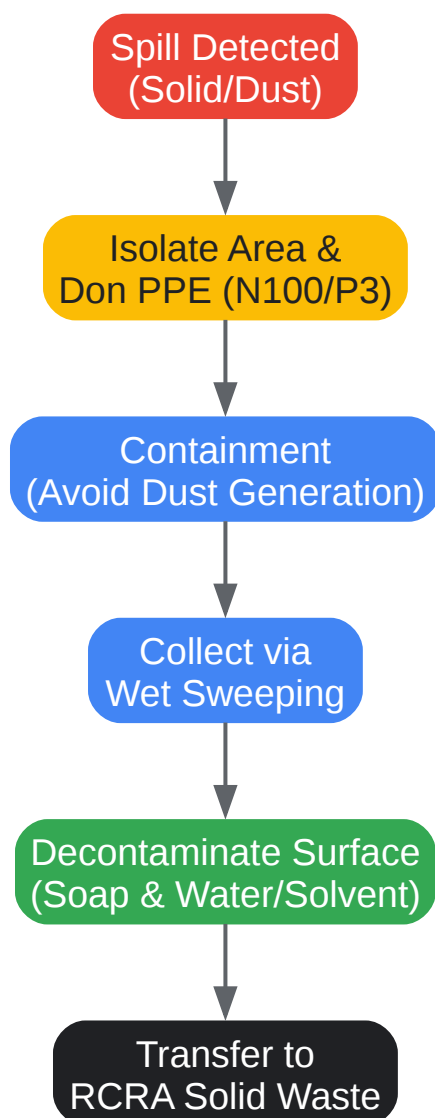 Spill Detected
(Solid/Dust)
Isolate Area &
Don PPE (N100/P3)
Containment
(Avoid Dust Generation)
Collect via
Wet Sweeping
Decontaminate Surface
(Soap & Water/Solvent)
Transfer to
RCRA Solid Waste